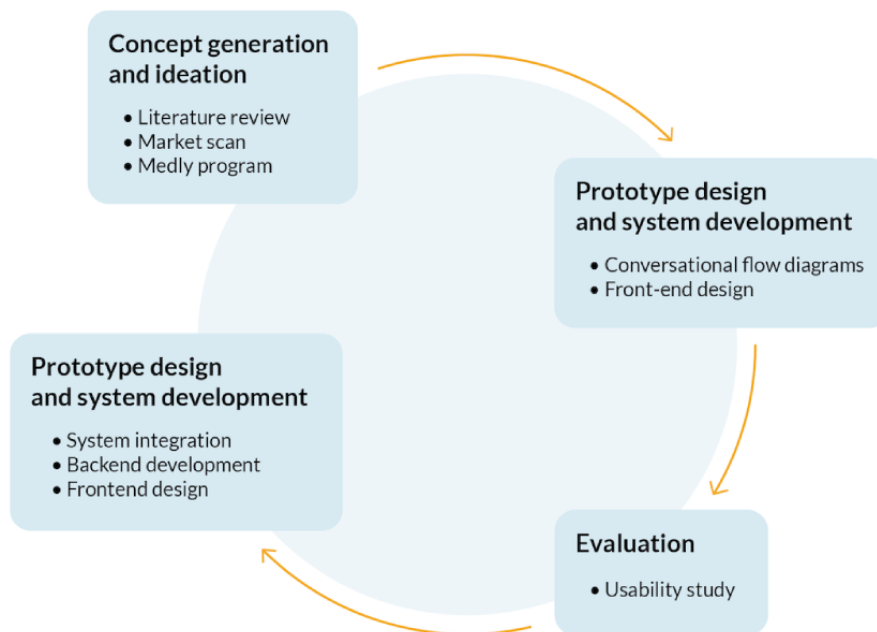 Concept generation
and ideation
• Literature review
• Market scan
• Medly program
Prototype design
and system development
• Conversational flow diagrams
• Front-end design
Evaluation
• Usability study
Prototype design
and system development
• System integration
• Backend development
• Frontend design